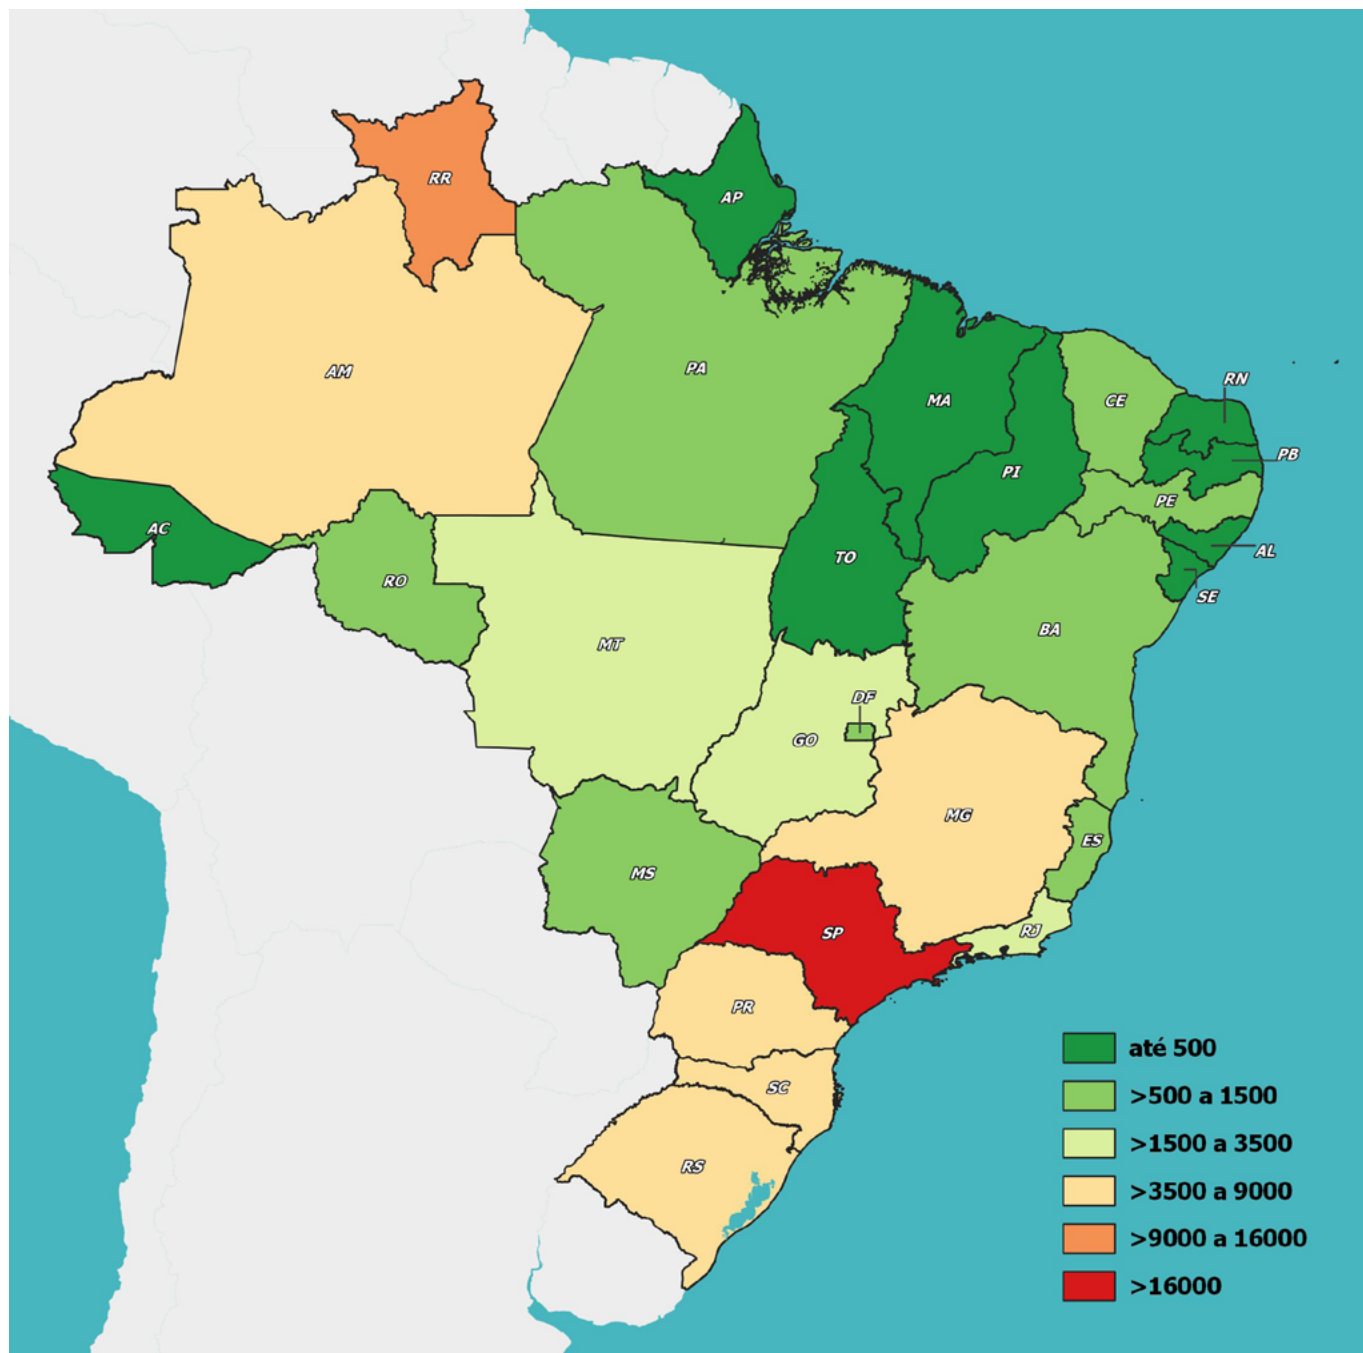 RR
AP
AM
PA
MA
CE
RN
PB
PI
PE
AC
RO
TO
AL
SE
BA
MT
DF
GO
MG
ES
MS
SP
RJ
PR
SC
RS
até 500
>500 a 1500
>1500 a 3500
>3500 a 9000
>9000 a 16000
>16000